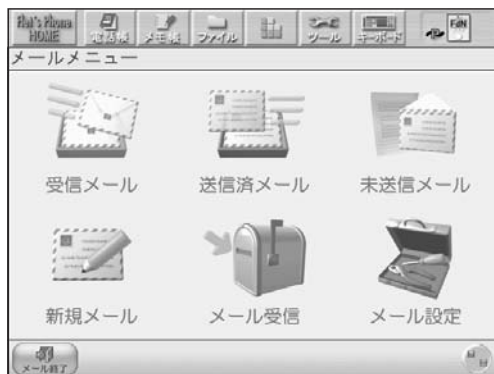 Flet's Phone
HOME
電話帳
メモ帳
ファイル
ツール
キーボード
FdN
メールメニュー
受信メール
送信済メール
未送信メール
新規メール
メール受信
メール設定
メール終了